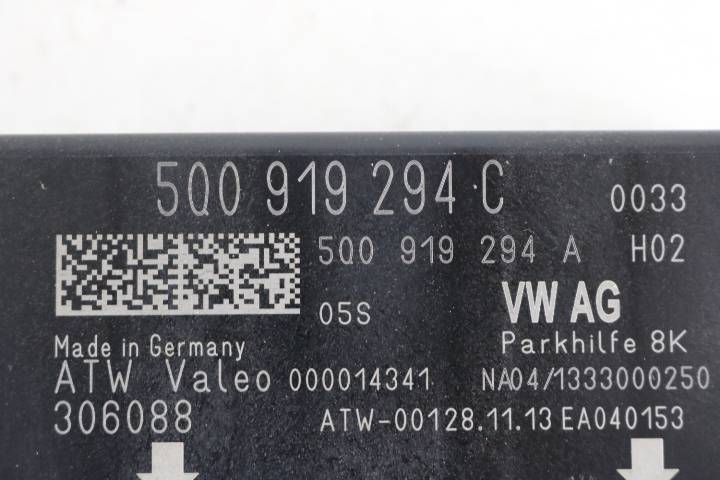 5Q0 919 294 C 0033
5Q0 919 294 A H02
05S VW AG
Made in Germany Parkhilfe 8K
ATW Valeo 000014341 NA04/1333000250
306088 ATW-00128.11.13 EA040153